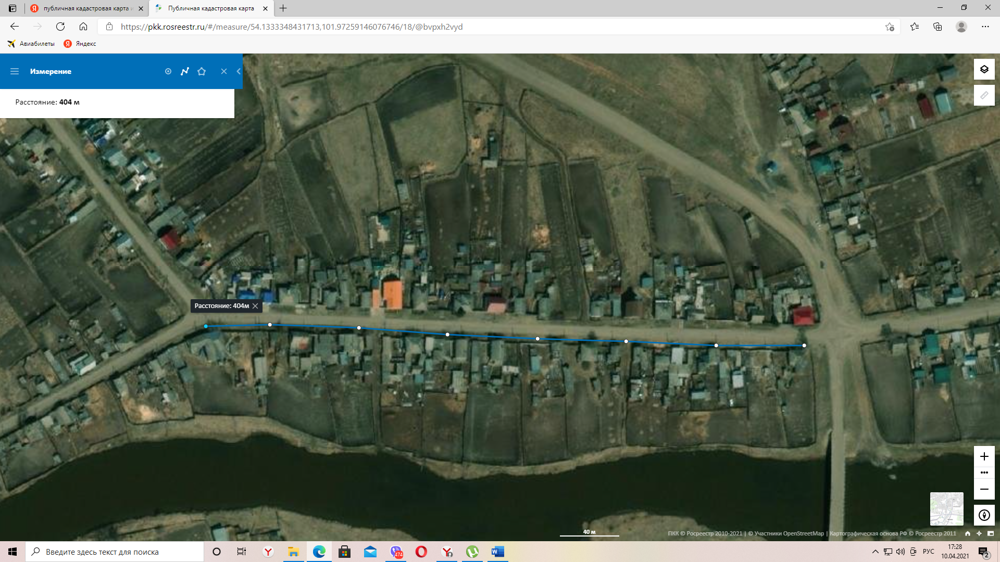 публичная кадастровая карта и
Публичная кадастровая карта
https://pkk.rosreestr.ru/#/measure/54.1333348431713,101.97259146076746/18/@bvpxh2vyd
Авиабилеты
Яндекс
Измерение
Расстояние: 404 м
Расстояние: 404м
40 м
ПКК © Росреестр 2010-2021 | © Участники OpenStreetMap | Картографическая основа РФ © Росреестр 2011
Введите здесь текст для поиска
474
РУС
17:28
10.04.2021
2